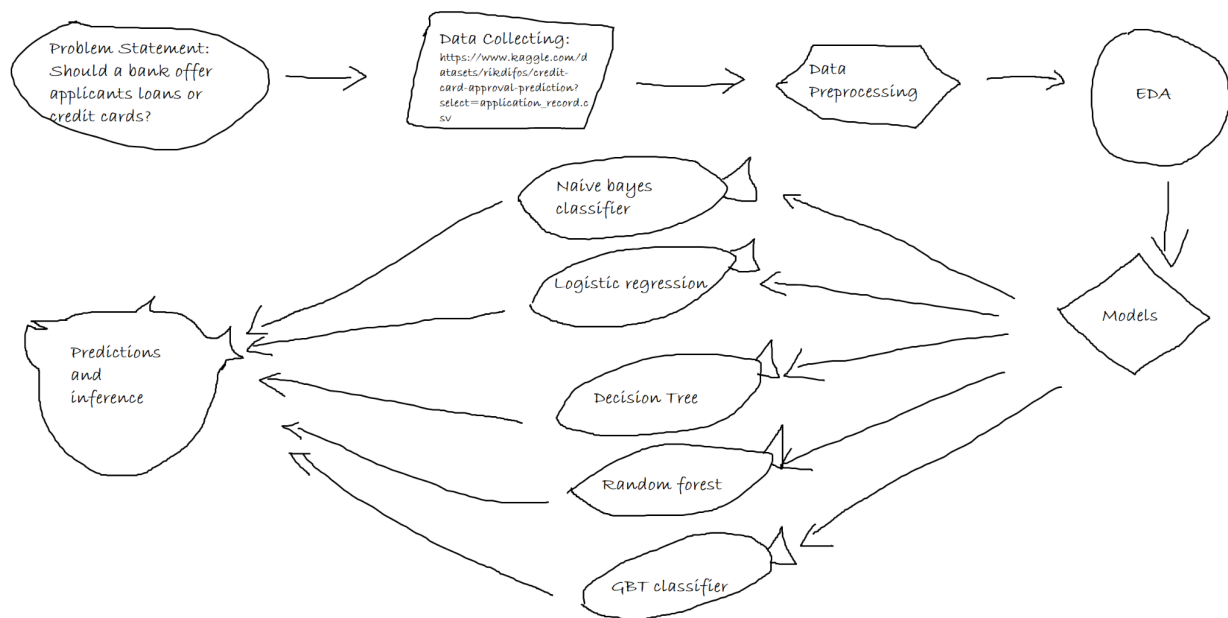 Problem Statement:
Should a bank offer
applicants loans or
credit cards?
Data Collecting:
https://www.kaggle.com/d
atasets/rikdifos/credit-
card-approval-prediction?
select=application_record.c
sv
Data
Preprocessing
EDA
Naive bayes
classifier
Logistic regression
Models
Predictions
and
inference
Decision Tree
Random forest
GBT classifier